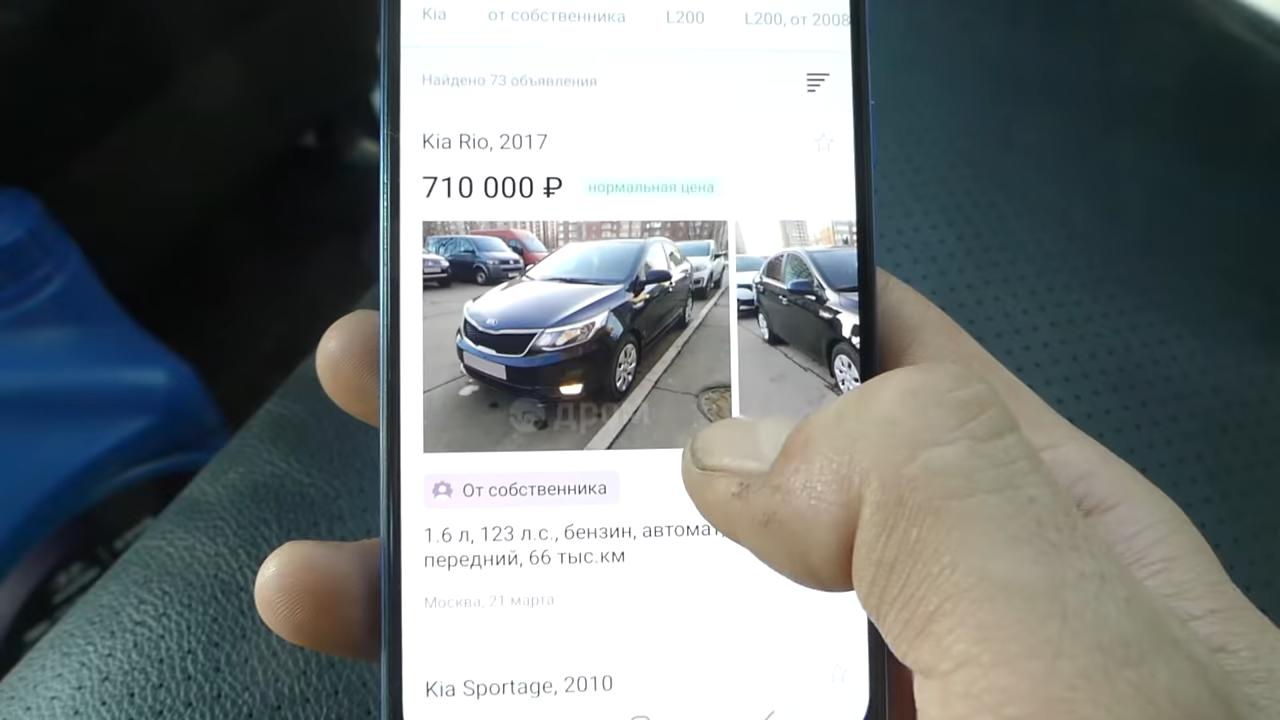 Kia от собственника L200 L200, от 2008
Найдено 73 объявления
Kia Rio, 2017
710 000 ₽ нормальная цена
ДРОМ
От собственника
1.6 л, 123 л.с., бензин, автомат,
передний, 66 тыс.км
Москва, 21 марта
Kia Sportage, 2010